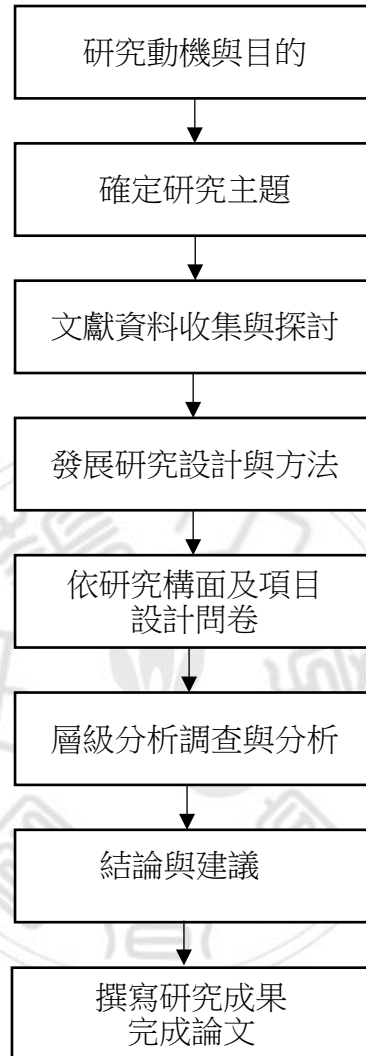 研究動機與目的
確定研究主題
文獻資料收集與探討
發展研究設計與方法
依研究構面及項目
設計問卷
層級分析調查與分析
結論與建議
撰寫研究成果
完成論文